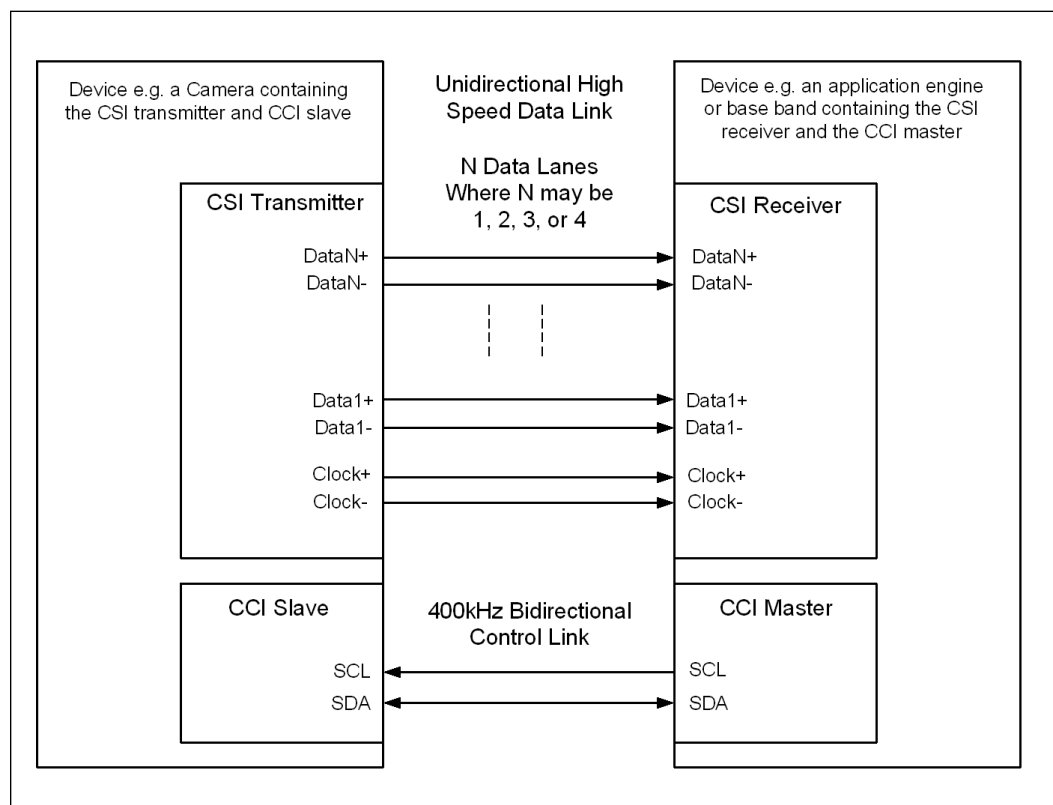 Device e.g. a Camera containing
the CSI transmitter and CCI slave
Unidirectional High
Speed Data Link
N Data Lanes
Where N may be
1, 2, 3, or 4
Device e.g. an application engine
or base band containing the CSI
receiver and the CCI master
CSI Transmitter
DataN+
DataN-
Data1+
Data1-
Clock+
Clock-
CSI Receiver
DataN+
DataN-
Data1+
Data1-
Clock+
Clock-
CCI Slave
SCL
SDA
400kHz Bidirectional
Control Link
CCI Master
SCL
SDA